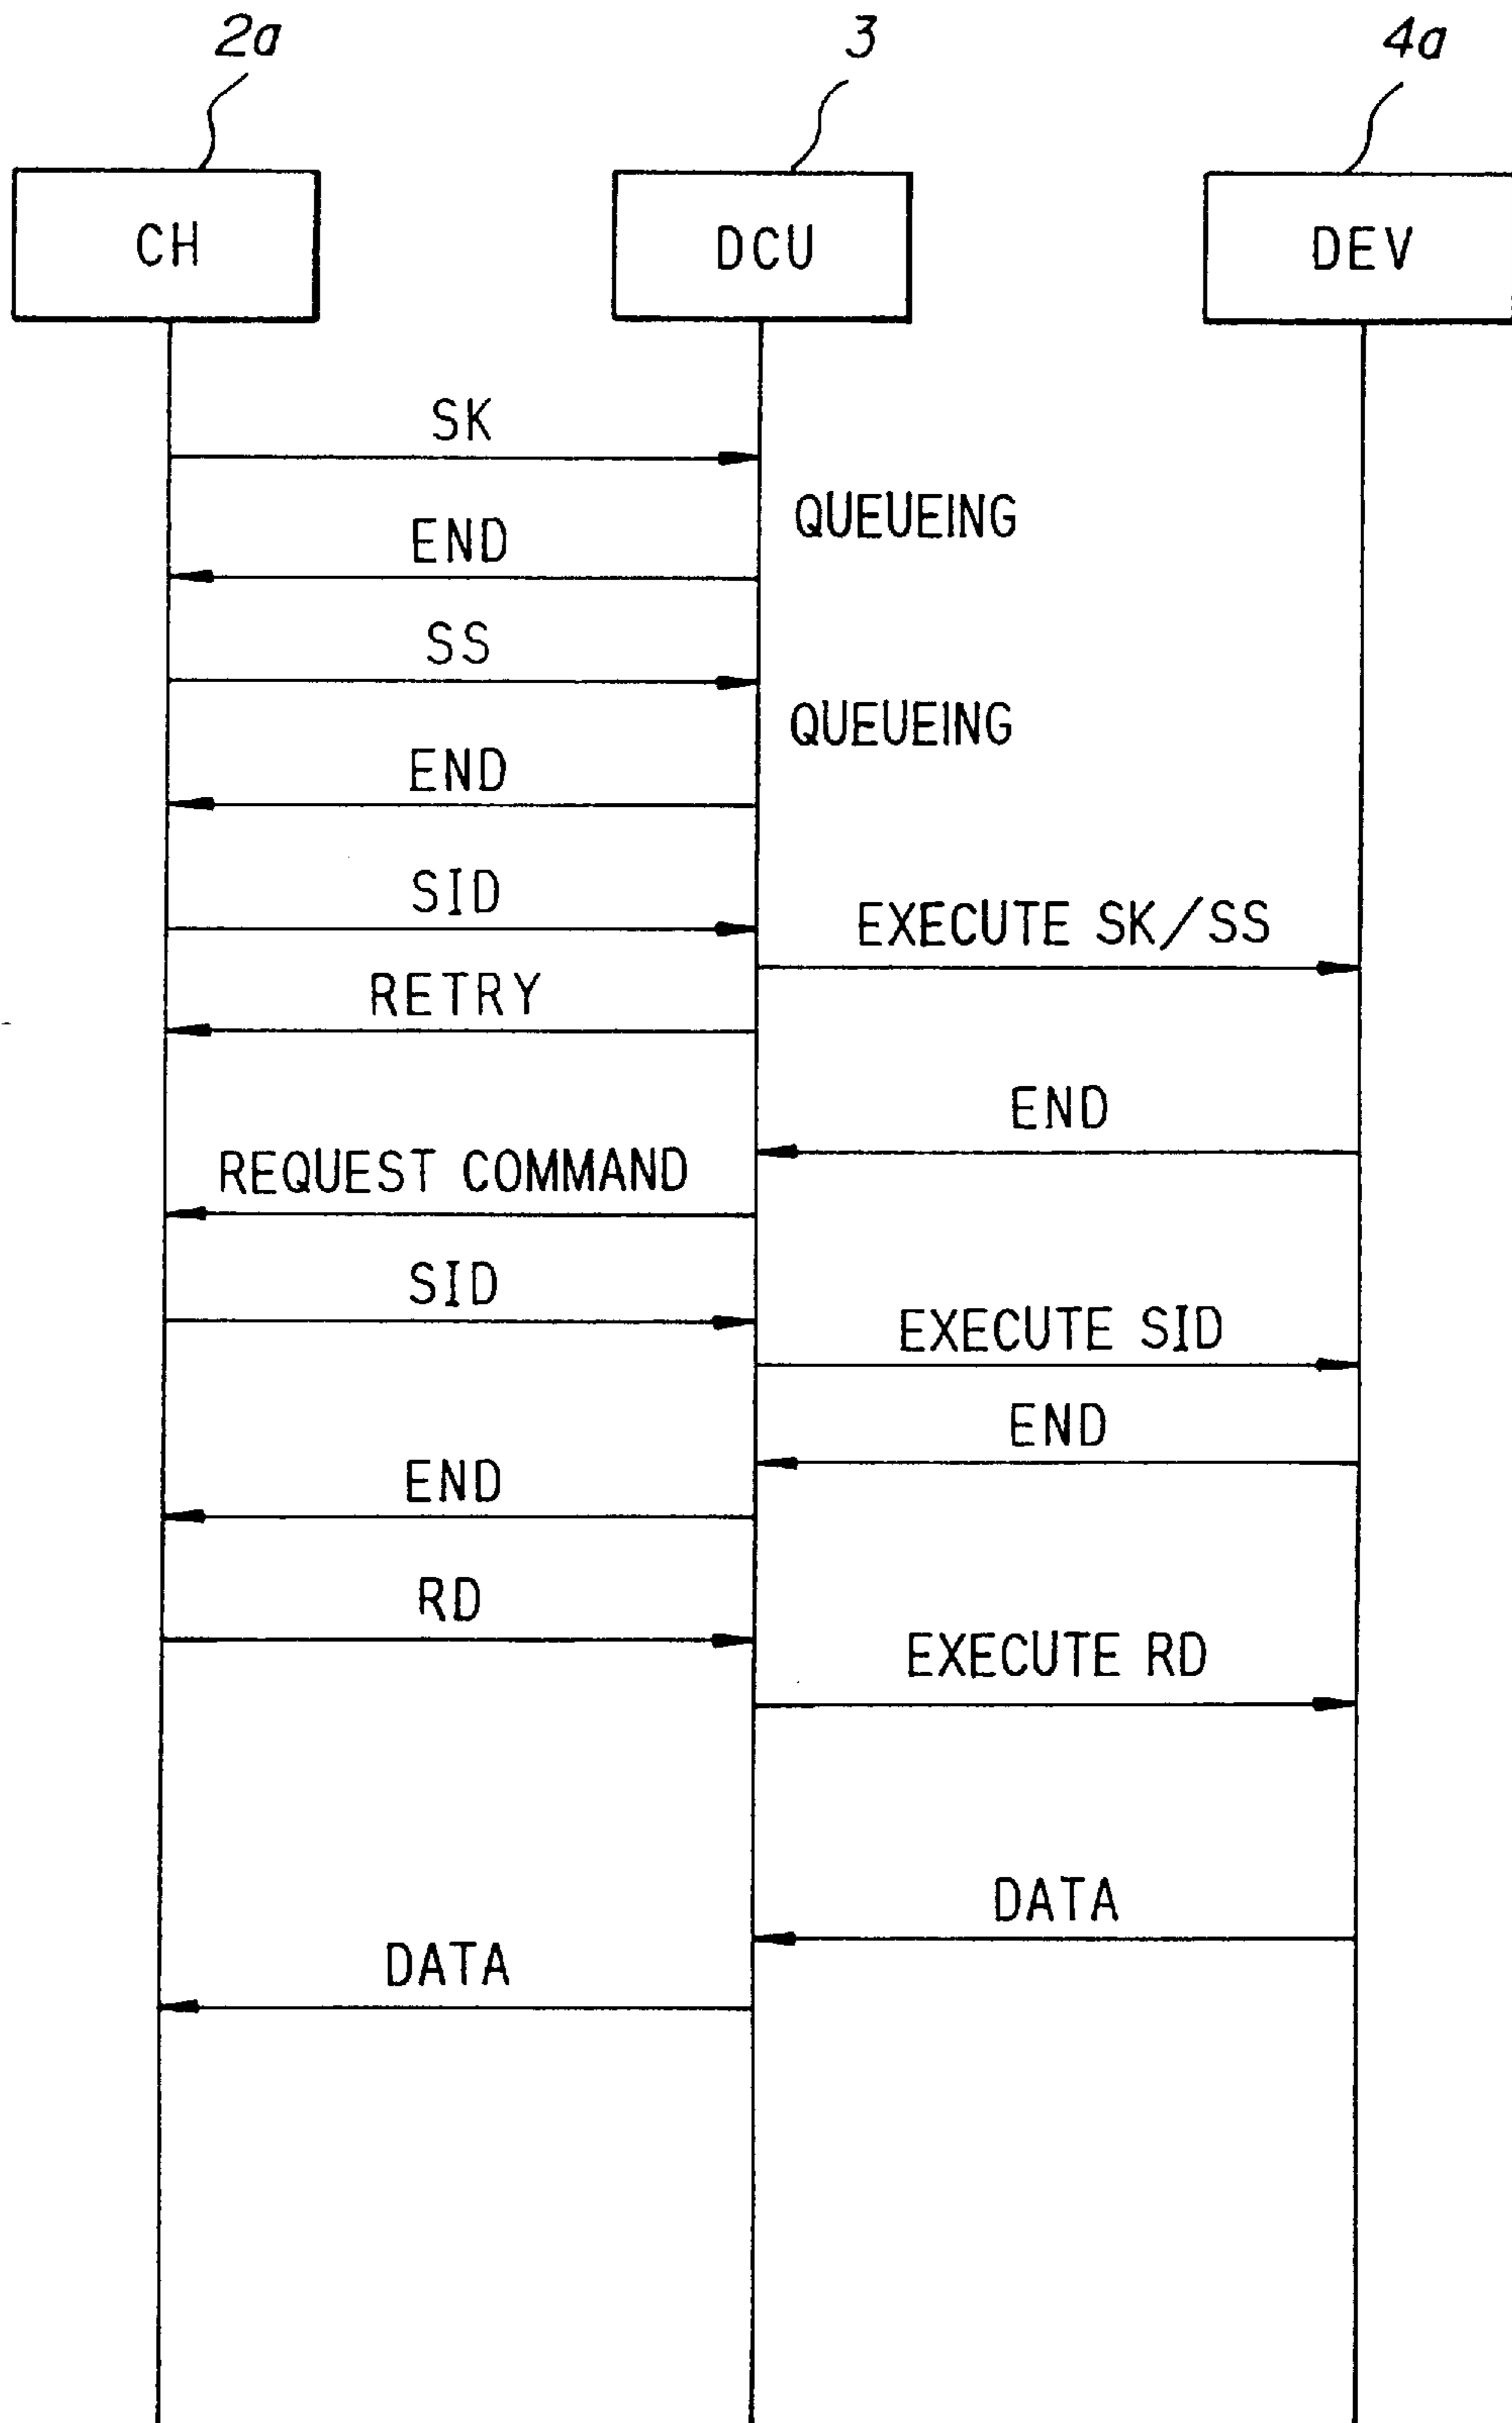 2a
3
4a
CH
DCU
DEV
SK
QUEUEING
END
SS
QUEUEING
END
SID
EXECUTE SK/SS
RETRY
END
REQUEST COMMAND
SID
EXECUTE SID
END
END
RD
EXECUTE RD
DATA
DATA